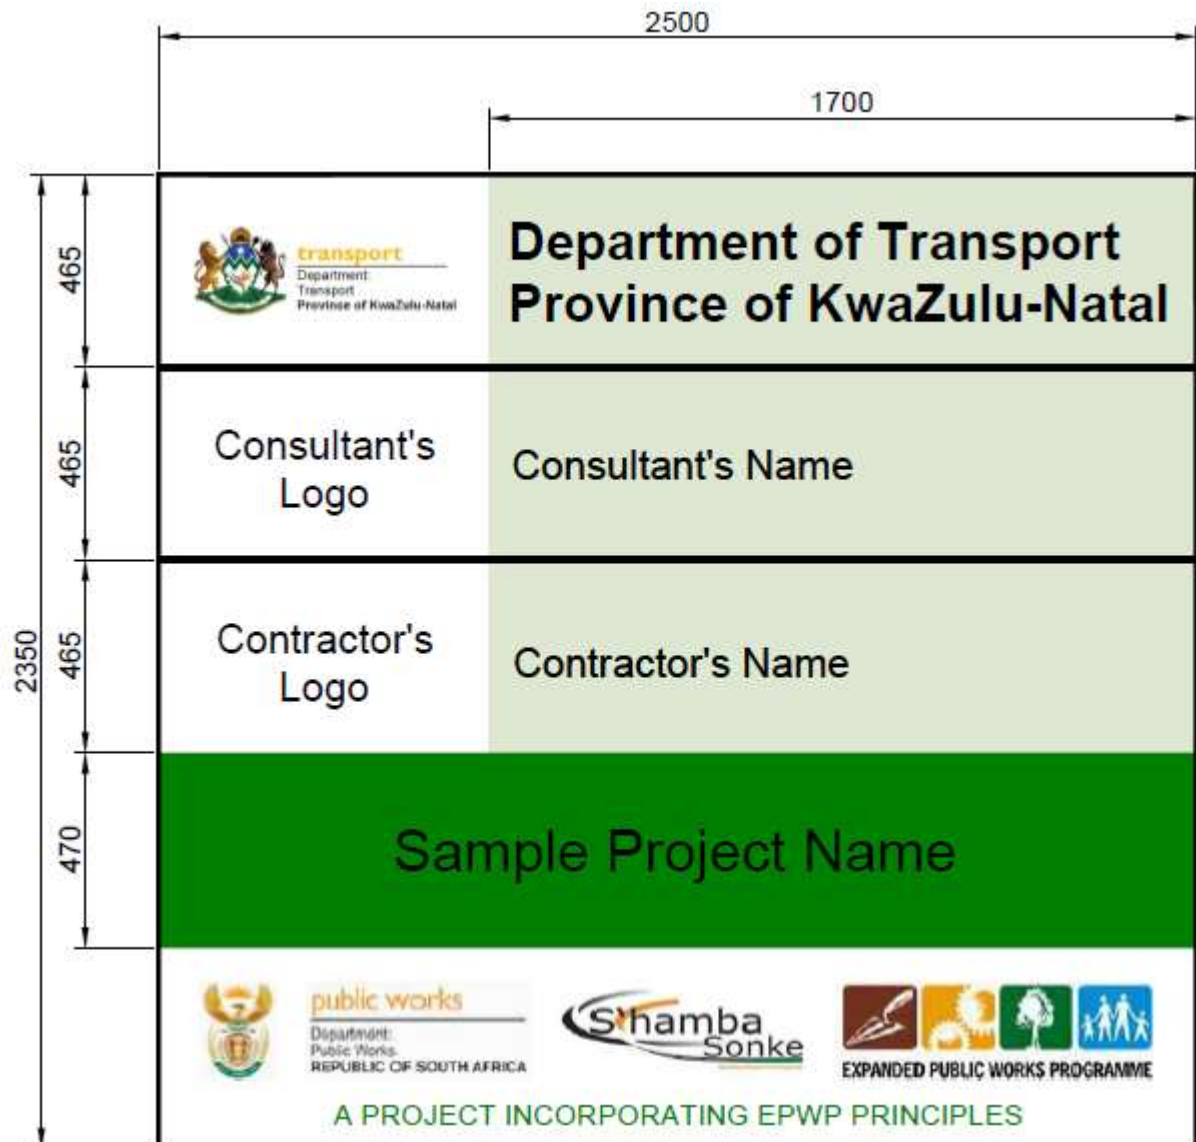 2500
1700
2350
465
transport
Department:
Transport
Province of KwaZulu-Natal
Department of Transport
Province of KwaZulu-Natal
465
Consultant's
Logo
Consultant's Name
465
Contractor's
Logo
Contractor's Name
470
Sample Project Name
public works
Department:
Public Works
REPUBLIC OF SOUTH AFRICA
S'hamba
Sonke
EXPANDED PUBLIC WORKS PROGRAMME
A PROJECT INCORPORATING EPWP PRINCIPLES